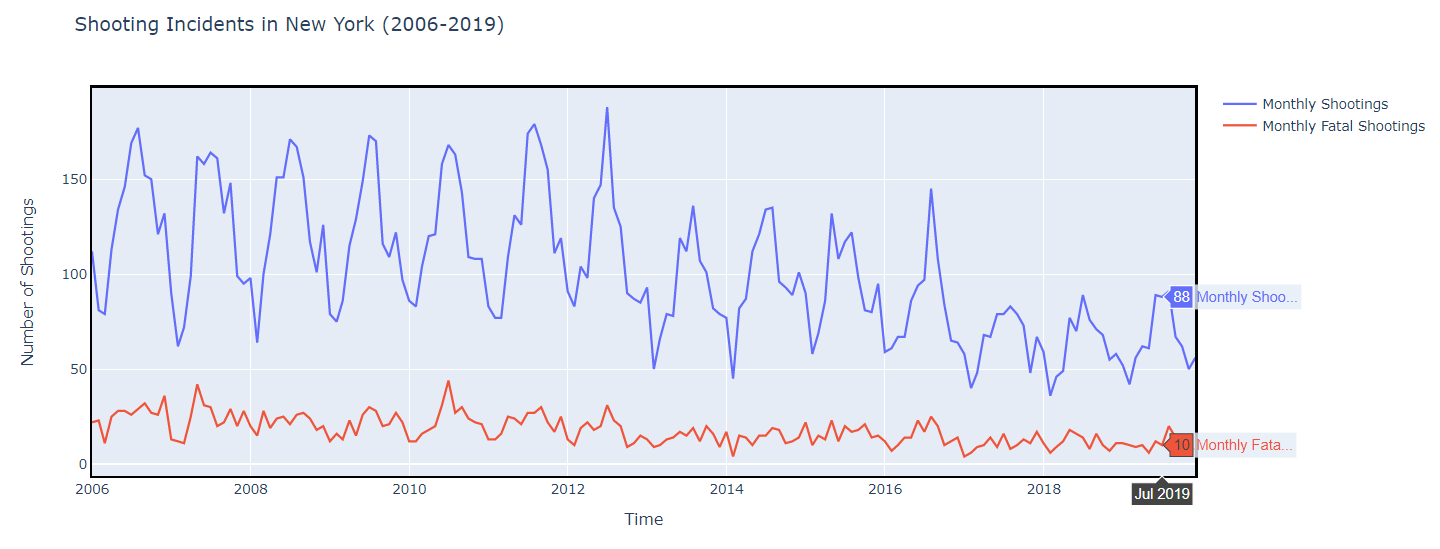 Shooting Incidents in New York (2006-2019)
Monthly Shootings
Monthly Fatal Shootings
Number of Shootings
150
100
50
0
88 Monthly Shoo...
10 Monthly Fata...
2006 2008 2010 2012 2014 2016 2018
Jul 2019
Time